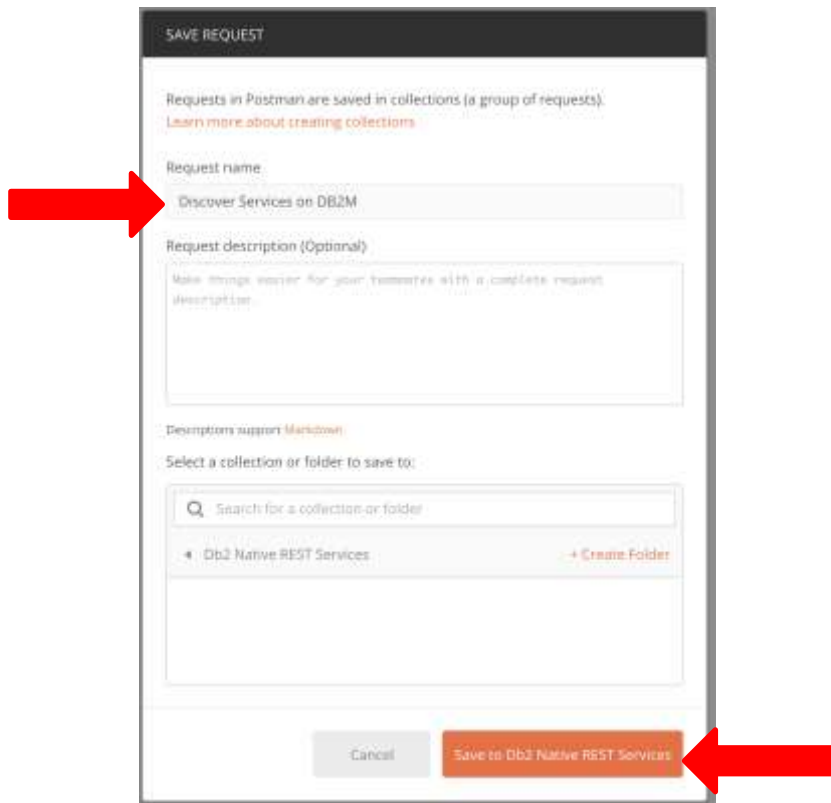 SAVE REQUEST
Requests in Postman are saved in collections (a group of requests).
Learn more about creating collections
Request name
Discover Services on DB2M
Request description (Optional)
Make things easier for your teammates with a complete request
description.
Descriptions support Markdown
Select a collection or folder to save to:
Search for a collection or folder
Db2 Native REST Services + Create Folder
Cancel Save to Db2 Native REST Services